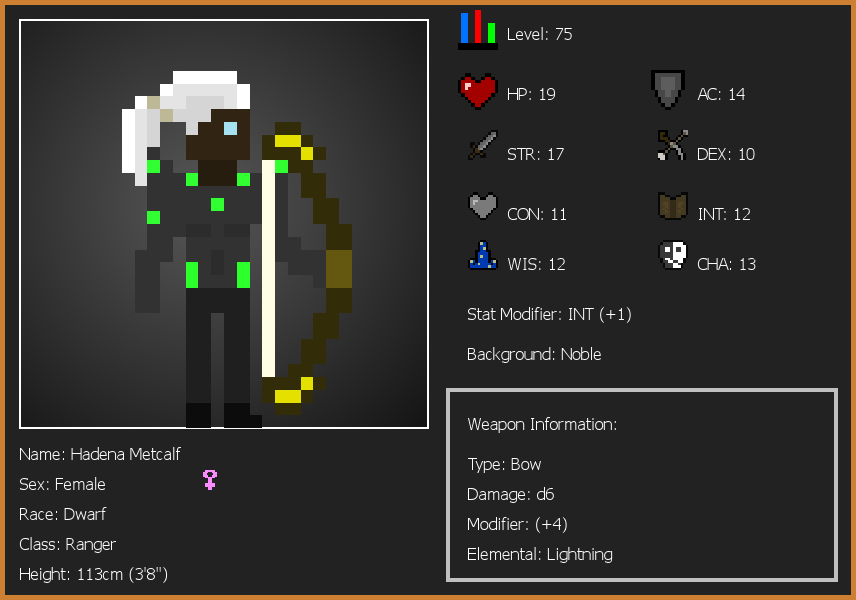 Level: 75
HP: 19
AC: 14
STR: 17
DEX: 10
CON: 11
INT: 12
WIS: 12
CHA: 13
Stat Modifier: INT (+1)
Background: Noble
Weapon Information:
Type: Bow
Damage: d6
Modifier: (+4)
Elemental: Lightning
Name: Hadena Metcalf
Sex: Female
Race: Dwarf
Class: Ranger
Height: 113cm (3'8")